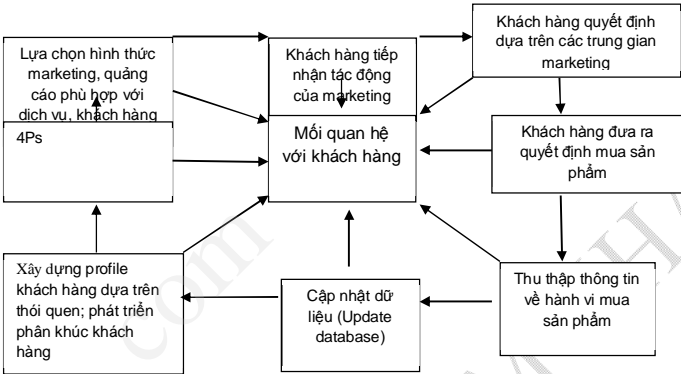 Lựa chọn hình thức
marketing, quảng
cáo phù hợp với
dịch vụ, khách hàng
Khách hàng tiếp
nhận tác động
của marketing
Khách hàng quyết định
dựa trên các trung gian
marketing
4Ps
Mối quan hệ
với khách hàng
Khách hàng đưa ra
quyết định mua sản
phẩm
Xây dựng profile
khách hàng dựa trên
thói quen; phát triển
phân khúc khách
hàng
Cập nhật dữ
liệu (Update
database)
Thu thập thông tin
về hành vi mua
sản phẩm
com